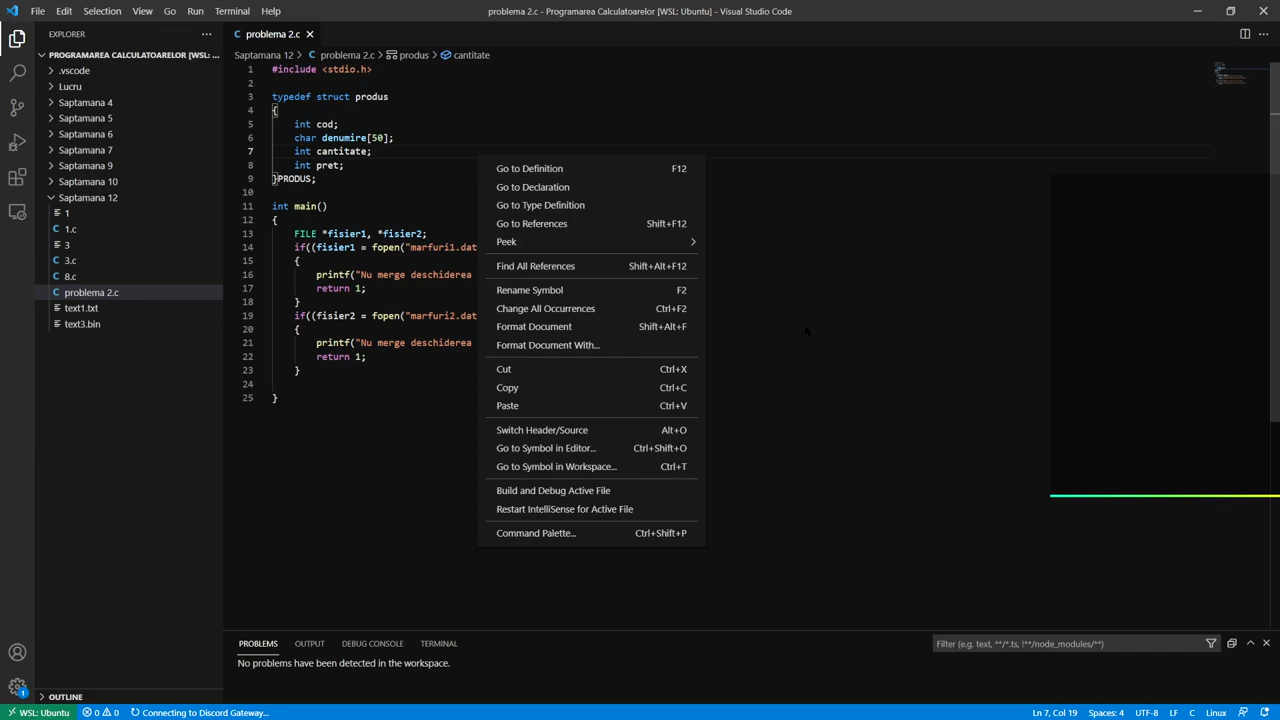 File Edit Selection View Go Run Terminal Help
problema 2.c - Programarea Calculatoarelor [WSL: Ubuntu] - Visual Studio Code
EXPLORER
PROGRAMAREA CALCULATOARELOR [WSL: ...
.vscode
Lucru
Saptamana 4
Saptamana 5
Saptamana 6
Saptamana 7
Saptamana 9
Saptamana 10
Saptamana 12
1
C 1.c
3
C 3.c
C 8.c
C problema 2.c
text1.txt
text3.bin
OUTLINE
C problema 2.c
Saptamana 12 > C problema 2.c > produs > cantitate
1 #include <stdio.h>
2
3 typedef struct produs
4 {
5 int cod;
6 char denumire[50];
7 int cantitate;
8 int pret;
9 }PRODUS;
10
11 int main()
12 {
13 FILE *fisier1, *fisier2;
14 if((fisier1 = fopen("marfuri1.dat
15 {
16 printf("Nu merge deschiderea
17 return 1;
18 }
19 if((fisier2 = fopen("marfuri2.dat
20 {
21 printf("Nu merge deschiderea
22 return 1;
23 }
24
25 }
Go to Definition F12
Go to Declaration
Go to Type Definition
Go to References Shift+F12
Peek
Find All References Shift+Alt+F12
Rename Symbol F2
Change All Occurrences Ctrl+F2
Format Document Shift+Alt+F
Format Document With...
Cut Ctrl+X
Copy Ctrl+C
Paste Ctrl+V
Switch Header/Source Alt+O
Go to Symbol in Editor... Ctrl+Shift+O
Go to Symbol in Workspace... Ctrl+T
Build and Debug Active File
Restart IntelliSense for Active File
Command Palette... Ctrl+Shift+P
PROBLEMS OUTPUT DEBUG CONSOLE TERMINAL
Filter (e.g. text, **/*.ts, !**/node_modules/**)
No problems have been detected in the workspace.
1
WSL: Ubuntu 0 0 Connecting to Discord Gateway... Ln 7, Col 19 Spaces: 4 UTF-8 LF C Linux